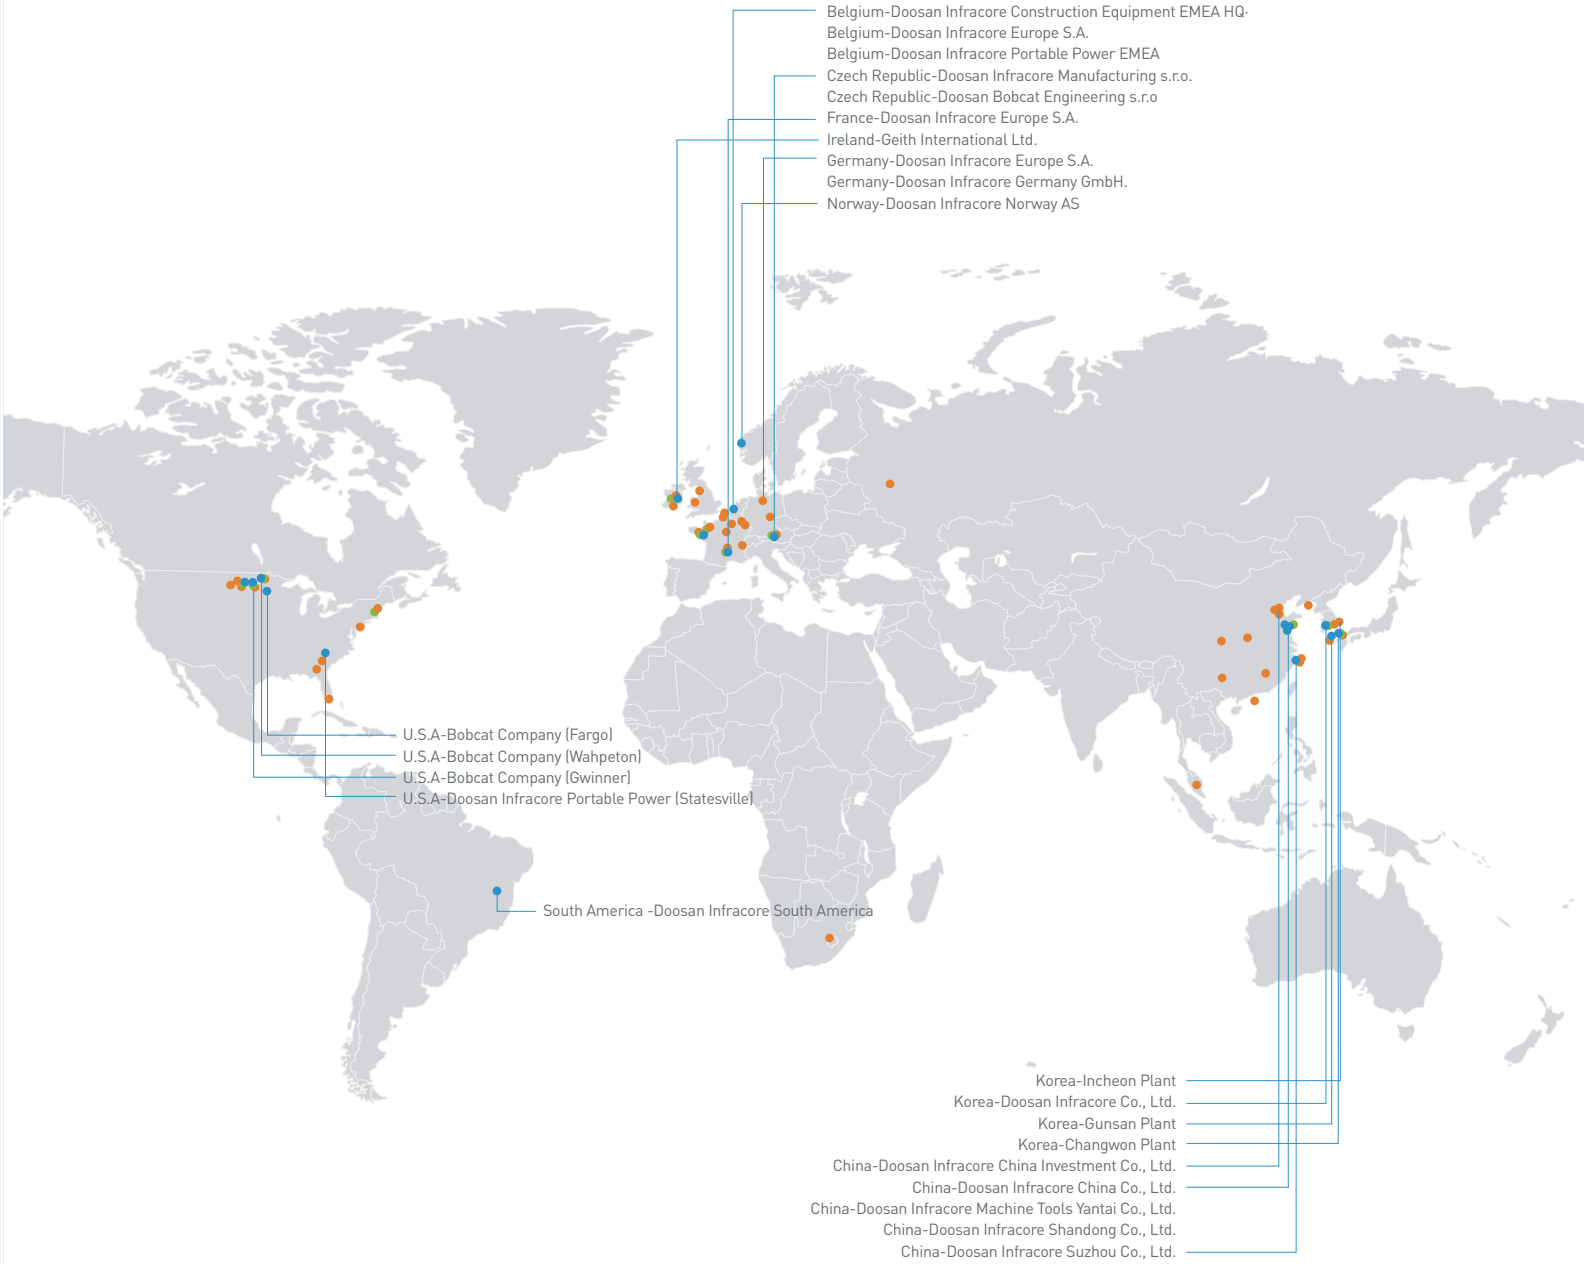 Belgium-Doosan Infracore Construction Equipment EMEA HQ·
Belgium-Doosan Infracore Europe S.A.
Belgium-Doosan Infracore Portable Power EMEA
Czech Republic-Doosan Infracore Manufacturing s.r.o.
Czech Republic-Doosan Bobcat Engineering s.r.o
France-Doosan Infracore Europe S.A.
Ireland-Geith International Ltd.
Germany-Doosan Infracore Europe S.A.
Germany-Doosan Infracore Germany GmbH.
Norway-Doosan Infracore Norway AS
U.S.A-Bobcat Company (Fargo)
U.S.A-Bobcat Company (Wahpeton)
U.S.A-Bobcat Company (Gwinner)
U.S.A-Doosan Infracore Portable Power (Statesville)
South America -Doosan Infracore South America
Korea-Incheon Plant
Korea-Doosan Infracore Co., Ltd.
Korea-Gunsan Plant
Korea-Changwon Plant
China-Doosan Infracore China Investment Co., Ltd.
China-Doosan Infracore China Co., Ltd.
China-Doosan Infracore Machine Tools Yantai Co., Ltd.
China-Doosan Infracore Shandong Co., Ltd.
China-Doosan Infracore Suzhou Co., Ltd.